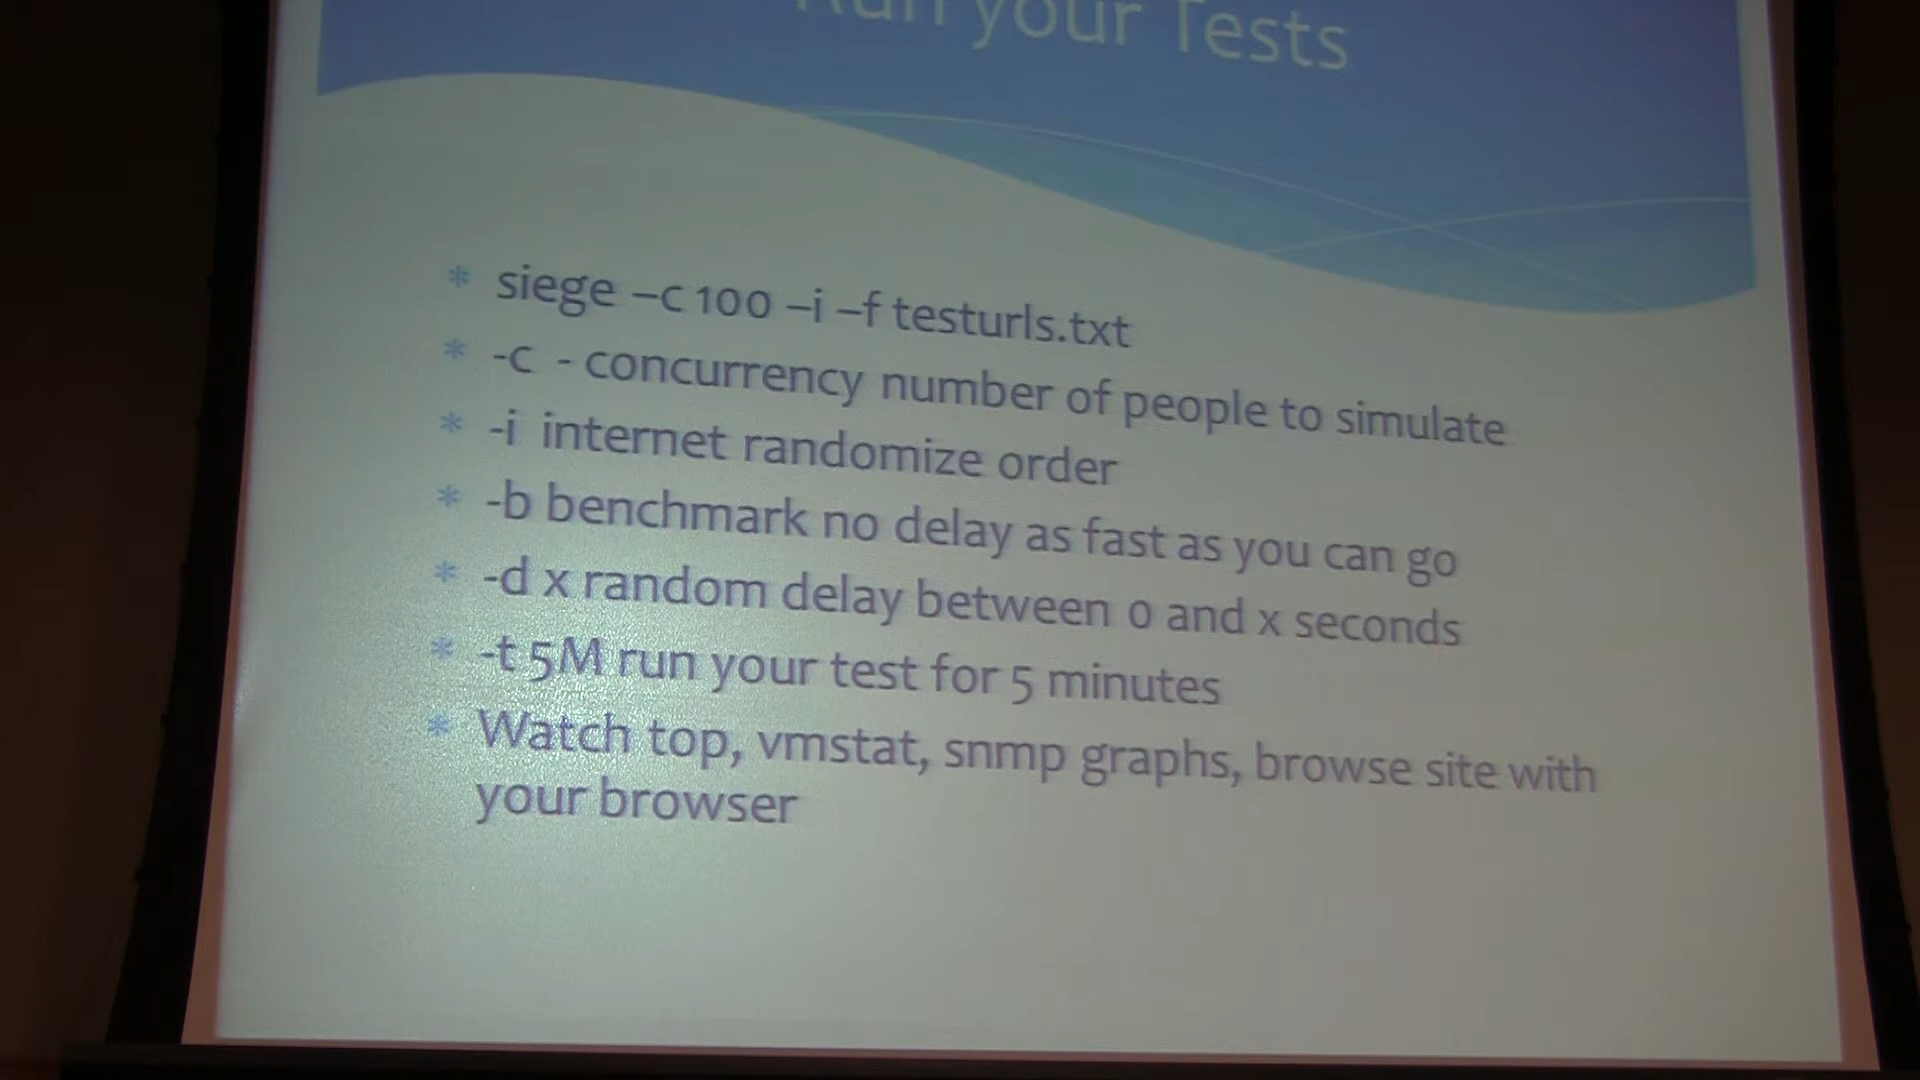 Run your Tests
* siege –c 100 –i –f testurls.txt
* -c - concurrency number of people to simulate
* -i internet randomize order
* -b benchmark no delay as fast as you can go
* -d x random delay between 0 and x seconds
* -t 5M run your test for 5 minutes
* Watch top, vmstat, snmp graphs, browse site with
your browser